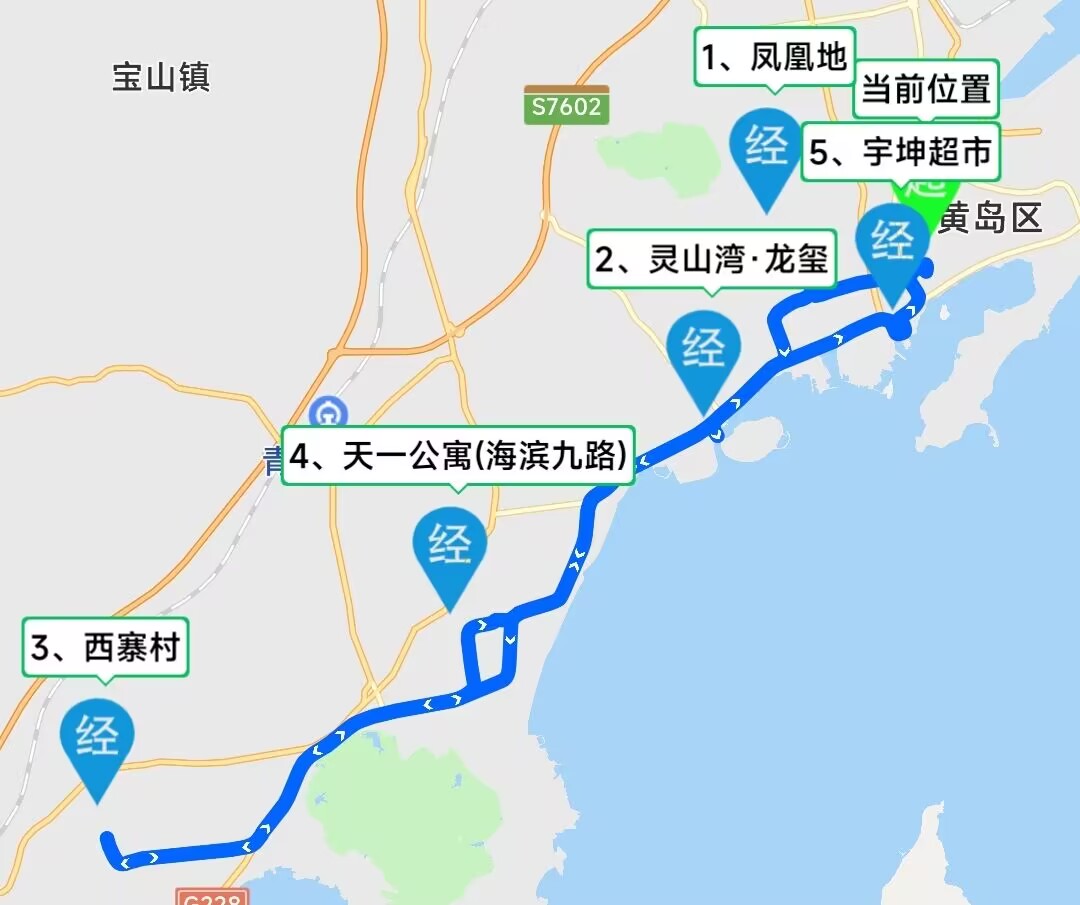 宝山镇
S7602
1、凤凰地
当前位置
经
5、宇坤超市
超
黄岛区
经
2、灵山湾·龙玺
经
青
4、天一公寓(海滨九路)
经
3、西寨村
经
G228